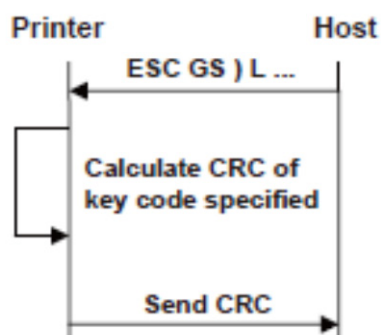 Printer Host
ESC GS ) L ...
Calculate CRC of
key code specified
Send CRC